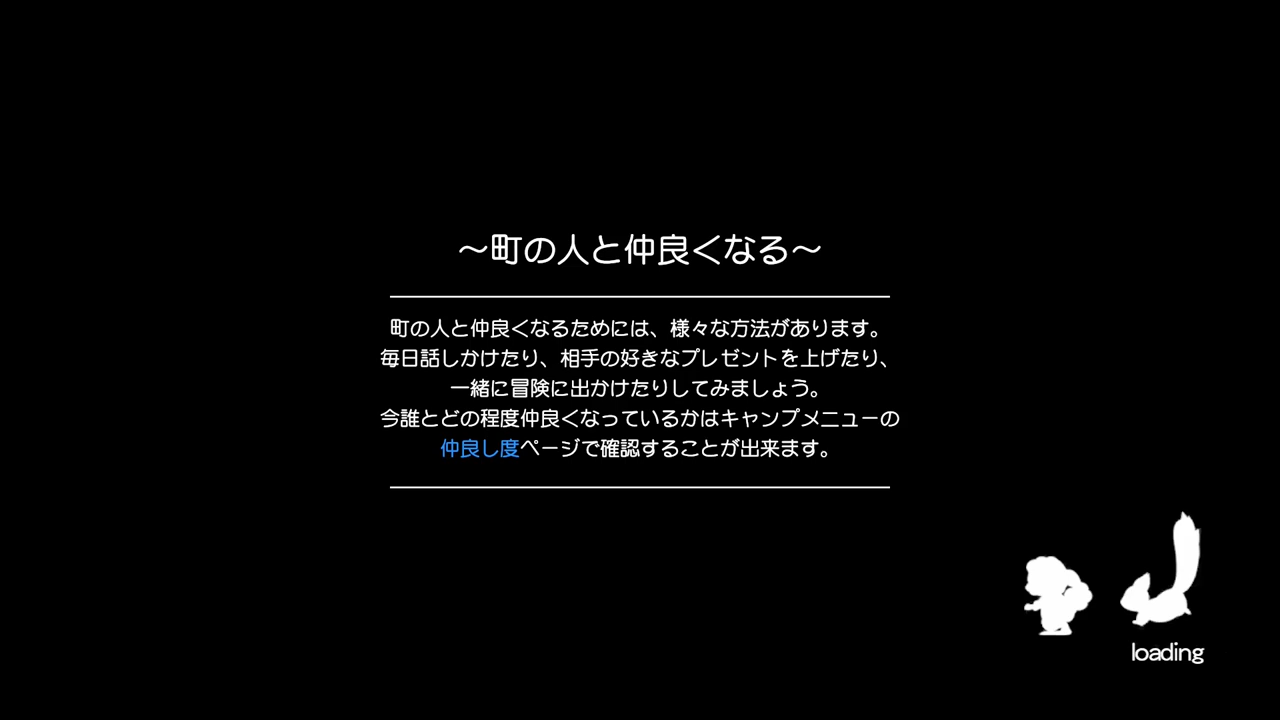 ～町の人と仲良くなる～
町の人と仲良くなるためには、様々な方法があります。
毎日話しかけたり、相手の好きなプレゼントを上げたり、
一緒に冒険に出かけたりしてみましょう。
今誰とどの程度仲良くなっているかはキャンプメニューの
仲良し度ページで確認することが出来ます。
loading